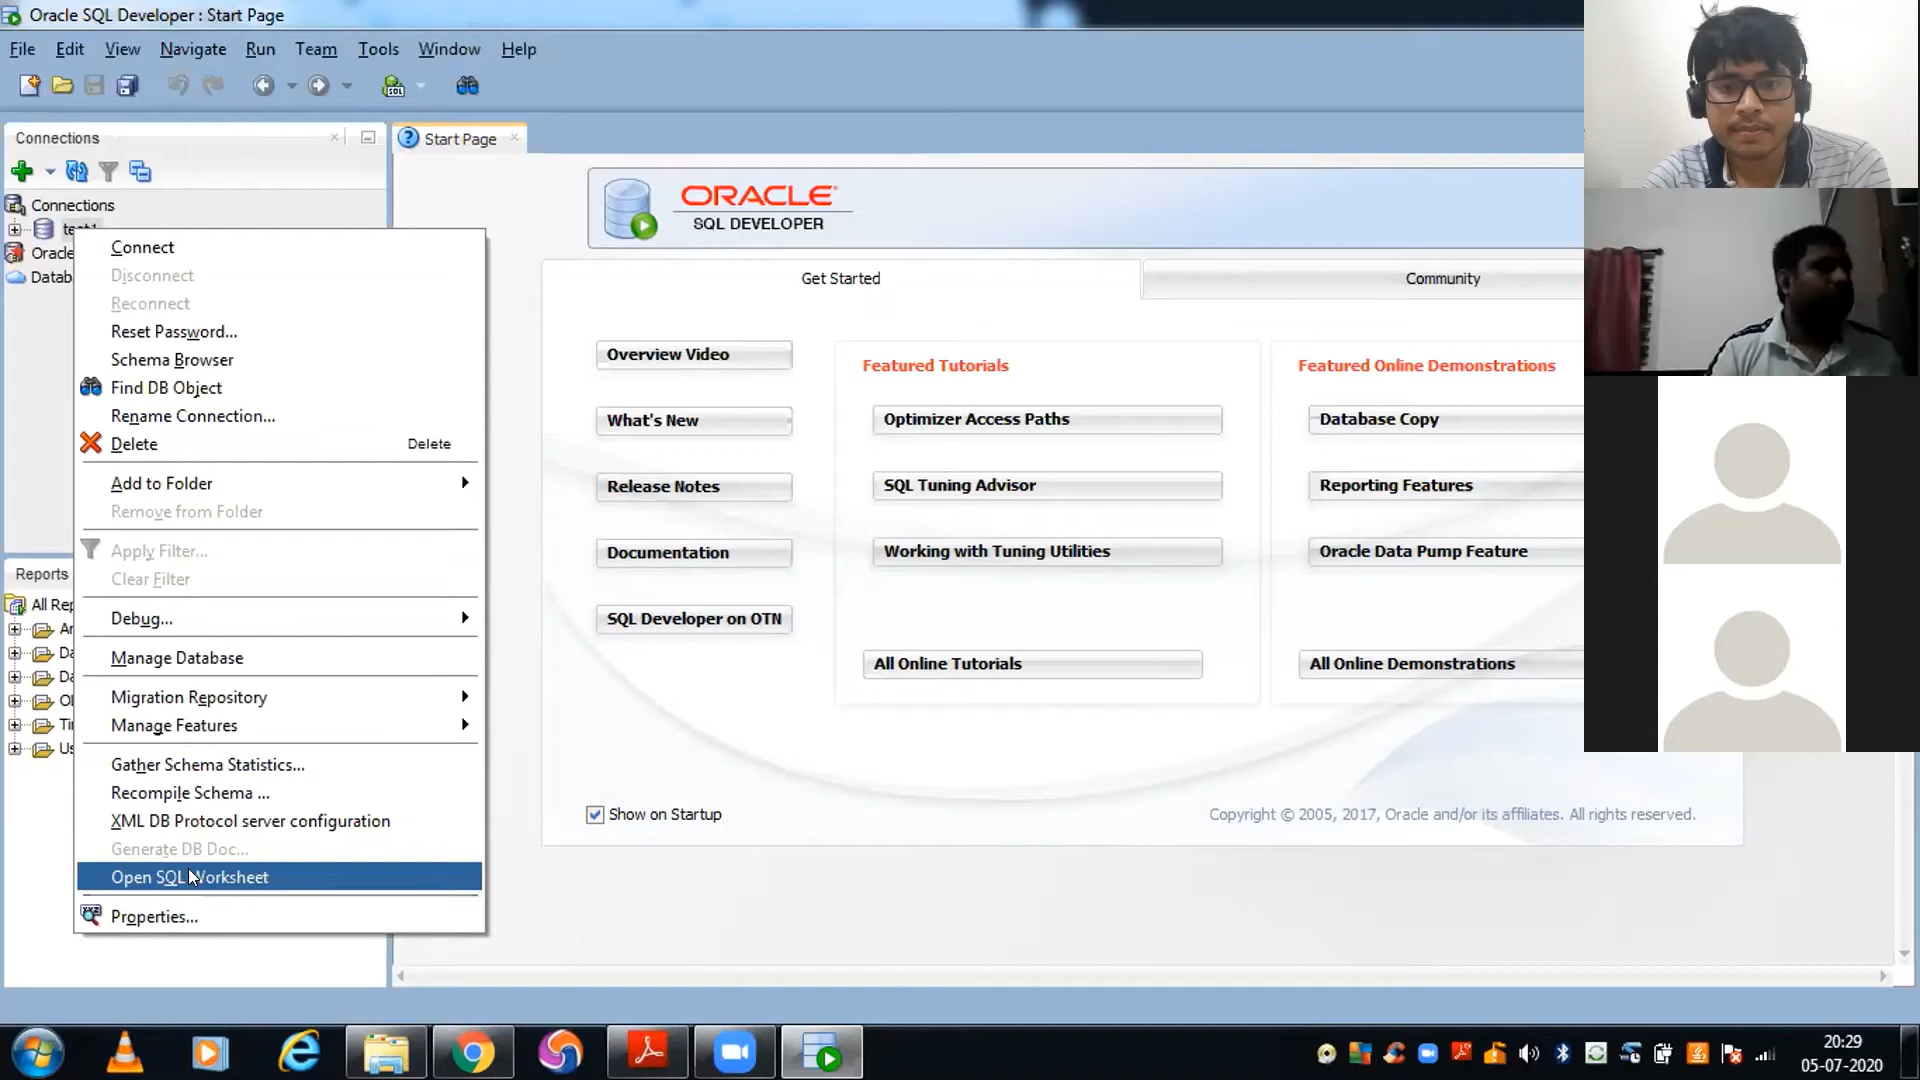 Oracle SQL Developer : Start Page
File Edit View Navigate Run Team Tools Window Help
SQL
Connections
Start Page
Connections
Oracle
Connect
Disconnect
Reconnect
Reset Password...
Schema Browser
Find DB Object
Rename Connection...
Delete Delete
Add to Folder
Remove from Folder
Apply Filter...
Clear Filter
Debug...
Manage Database
Migration Repository
Manage Features
Gather Schema Statistics...
Recompile Schema ...
XML DB Protocol server configuration
Generate DB Doc...
Open SQL Worksheet
Properties...
Reports
All Rep
ORACLE
SQL DEVELOPER
Get Started Community
Overview Video
What's New
Release Notes
Documentation
SQL Developer on OTN
Featured Tutorials
Optimizer Access Paths
SQL Tuning Advisor
Working with Tuning Utilities
All Online Tutorials
Featured Online Demonstrations
Database Copy
Reporting Features
Oracle Data Pump Feature
All Online Demonstrations
Show on Startup
Copyright © 2005, 2017, Oracle and/or its affiliates. All rights reserved.
20:29
05-07-2020